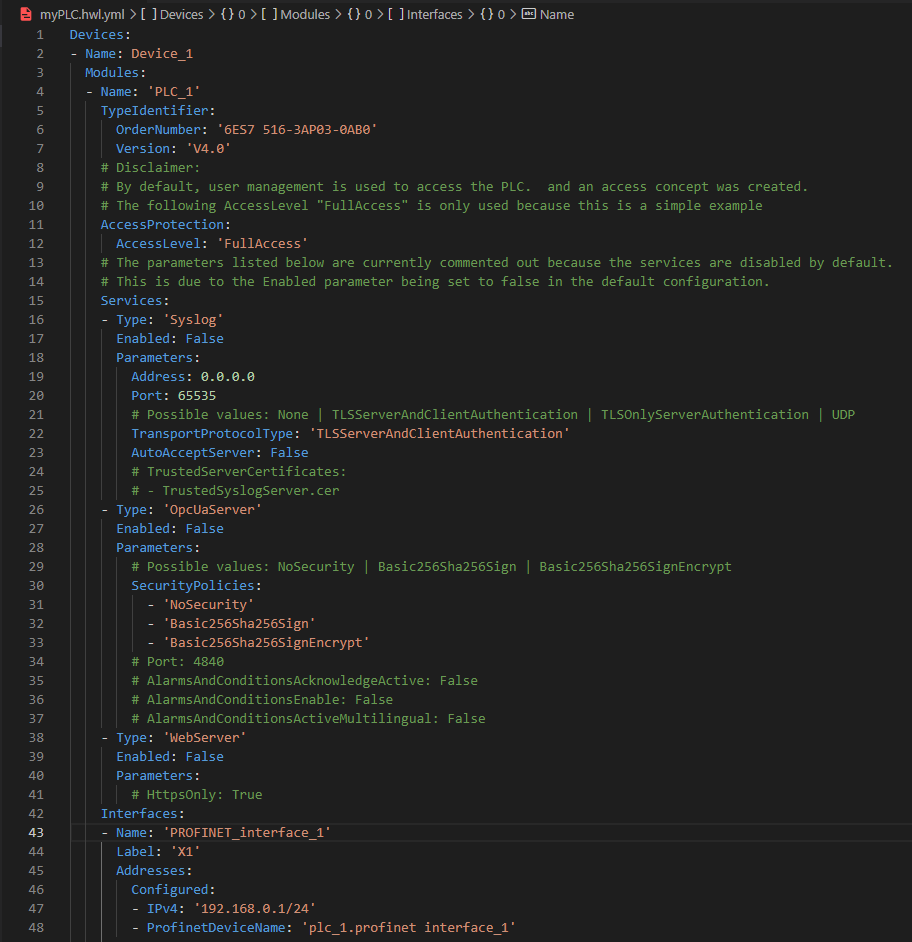 myPLC.hwl.yml > [ ] Devices > {} 0 > [ ] Modules > {} 0 > [ ] Interfaces > {} 0 > abc Name
1 Devices:
2 - Name: Device_1
3 Modules:
4 - Name: 'PLC_1'
5 TypeIdentifier:
6 OrderNumber: '6ES7 516-3AP03-0AB0'
7 Version: 'V4.0'
8 # Disclaimer:
9 # By default, user management is used to access the PLC.  and an access concept was created.
10 # The following AccessLevel "FullAccess" is only used because this is a simple example
11 AccessProtection:
12 AccessLevel: 'FullAccess'
13 # The parameters listed below are currently commented out because the services are disabled by default.
14 # This is due to the Enabled parameter being set to false in the default configuration.
15 Services:
16 - Type: 'Syslog'
17 Enabled: False
18 Parameters:
19 Address: 0.0.0.0
20 Port: 65535
21 # Possible values: None | TLSServerAndClientAuthentication | TLSOnlyServerAuthentication | UDP
22 TransportProtocolType: 'TLSServerAndClientAuthentication'
23 AutoAcceptServer: False
24 # TrustedServerCertificates:
25 # - TrustedSyslogServer.cer
26 - Type: 'OpcUaServer'
27 Enabled: False
28 Parameters:
29 # Possible values: NoSecurity | Basic256Sha256Sign | Basic256Sha256SignEncrypt
30 SecurityPolicies:
31 - 'NoSecurity'
32 - 'Basic256Sha256Sign'
33 - 'Basic256Sha256SignEncrypt'
34 # Port: 4840
35 # AlarmsAndConditionsAcknowledgeActive: False
36 # AlarmsAndConditionsEnable: False
37 # AlarmsAndConditionsActiveMultilingual: False
38 - Type: 'WebServer'
39 Enabled: False
40 Parameters:
41 # HttpsOnly: True
42 Interfaces:
43 - Name: 'PROFINET_interface_1'
44 Label: 'X1'
45 Addresses:
46 Configured:
47 - IPv4: '192.168.0.1/24'
48 - ProfinetDeviceName: 'plc_1.profinet interface_1'